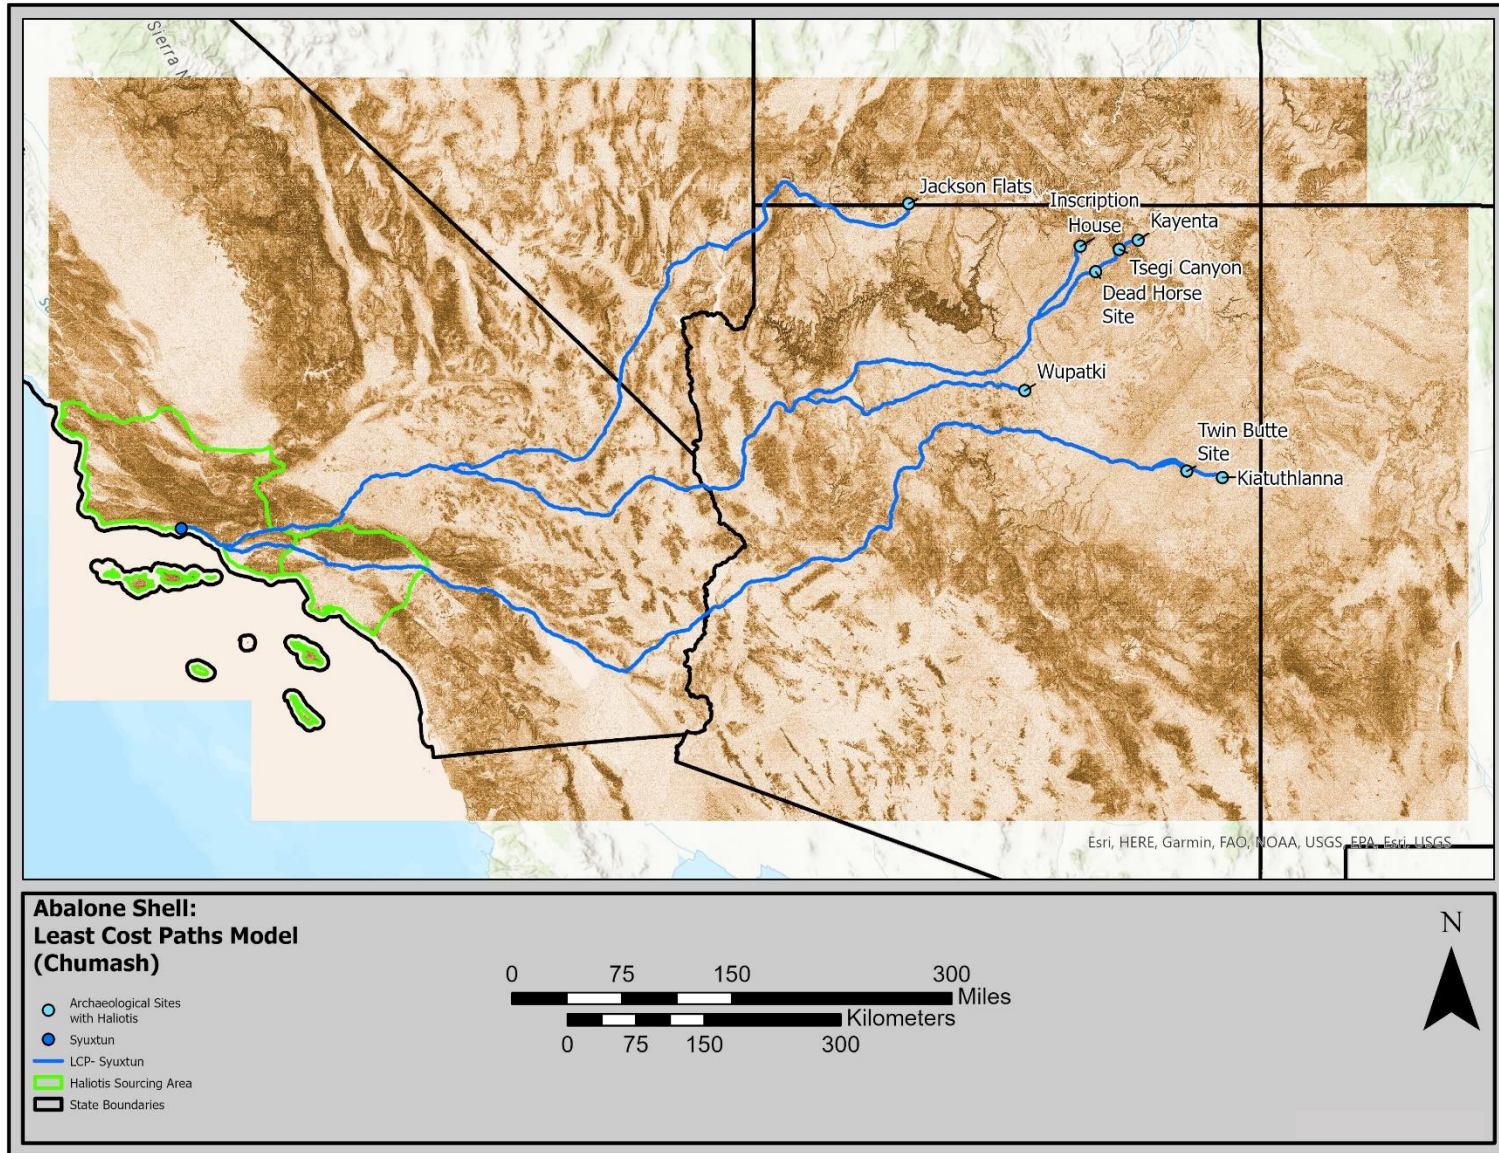 Sierra
Jackson Flats
Inscription
House
Kayenta
Tsegi Canyon
Dead Horse
Site
Wupatki
Twin Butte
Site
Kiatuthlanna
Esri, HERE, Garmin, FAO, NOAA, USGS, EPA, Esri, USGS
Abalone Shell:
Least Cost Paths Model
(Chumash)
Archaeological Sites
with Haliotis
Syuxtun
LCP- Syuxtun
Haliotis Sourcing Area
State Boundaries
0 75 150 300
Miles
Kilometers
0 75 150 300
N